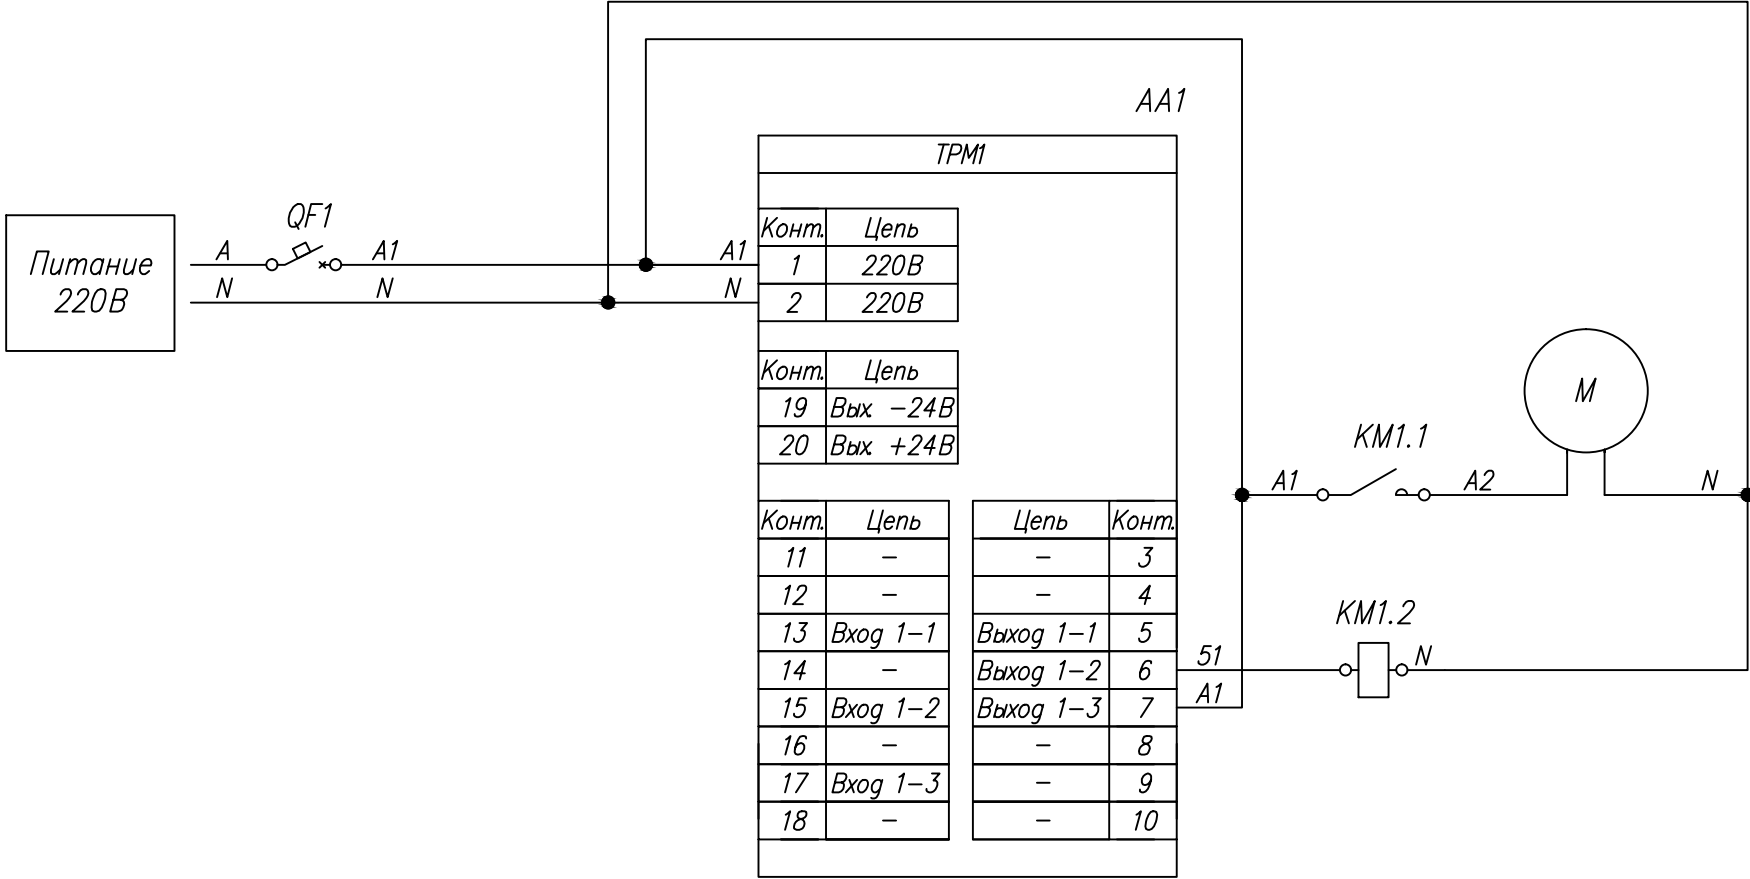 AA1
ТРМ1
Питание
220В
QF1
A
A1
A1
N
N
N
Конт. Цепь
1 220В
2 220В
Конт. Цепь
19 Вых. -24В
20 Вых. +24В
Конт. Цепь
11 -
12 -
13 Вход 1-1
14 -
15 Вход 1-2
16 -
17 Вход 1-3
18 -
Цепь Конт.
- 3
- 4
Выход 1-1 5
Выход 1-2 6
Выход 1-3 7
- 8
- 9
- 10
51
A1
M
KM1.1
A1
A2
N
KM1.2
N